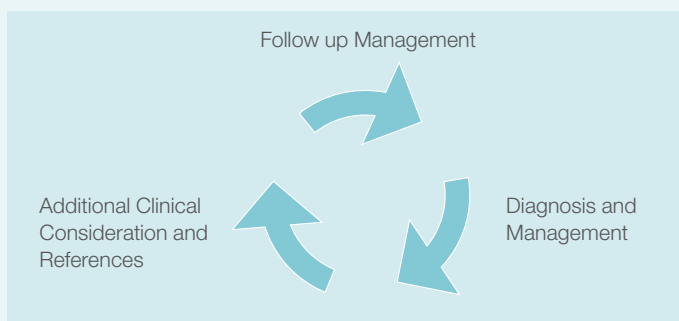 Follow up Management
Additional Clinical
Consideration and
References
Diagnosis and
Management